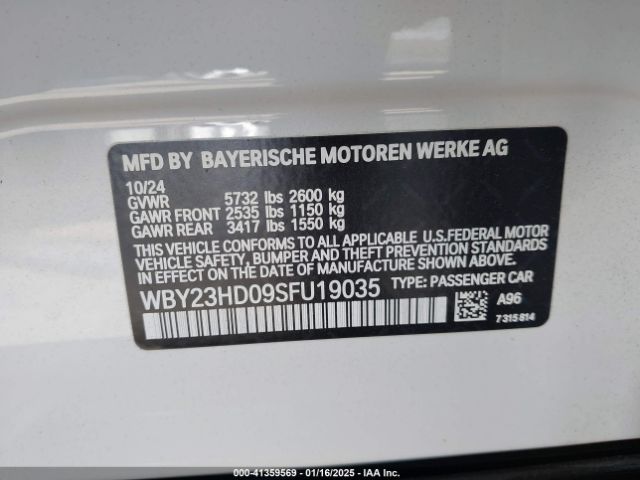 MFD BY BAYERISCHE MOTOREN WERKE AG
10/24
GVWR 5732 lbs 2600 kg
GAWR FRONT 2535 lbs 1150 kg
GAWR REAR 3417 lbs 1550 kg
THIS VEHICLE CONFORMS TO ALL APPLICABLE U.S.FEDERAL MOTOR
VEHICLE SAFETY, BUMPER AND THEFT PREVENTION STANDARDS
IN EFFECT ON THE DATE OF MANUFACTURE SHOWN ABOVE.
WBY23HD09SFU19035 TYPE: PASSENGER CAR
A96
7315814
000-41359569 - 01/16/2025 - IAA Inc.